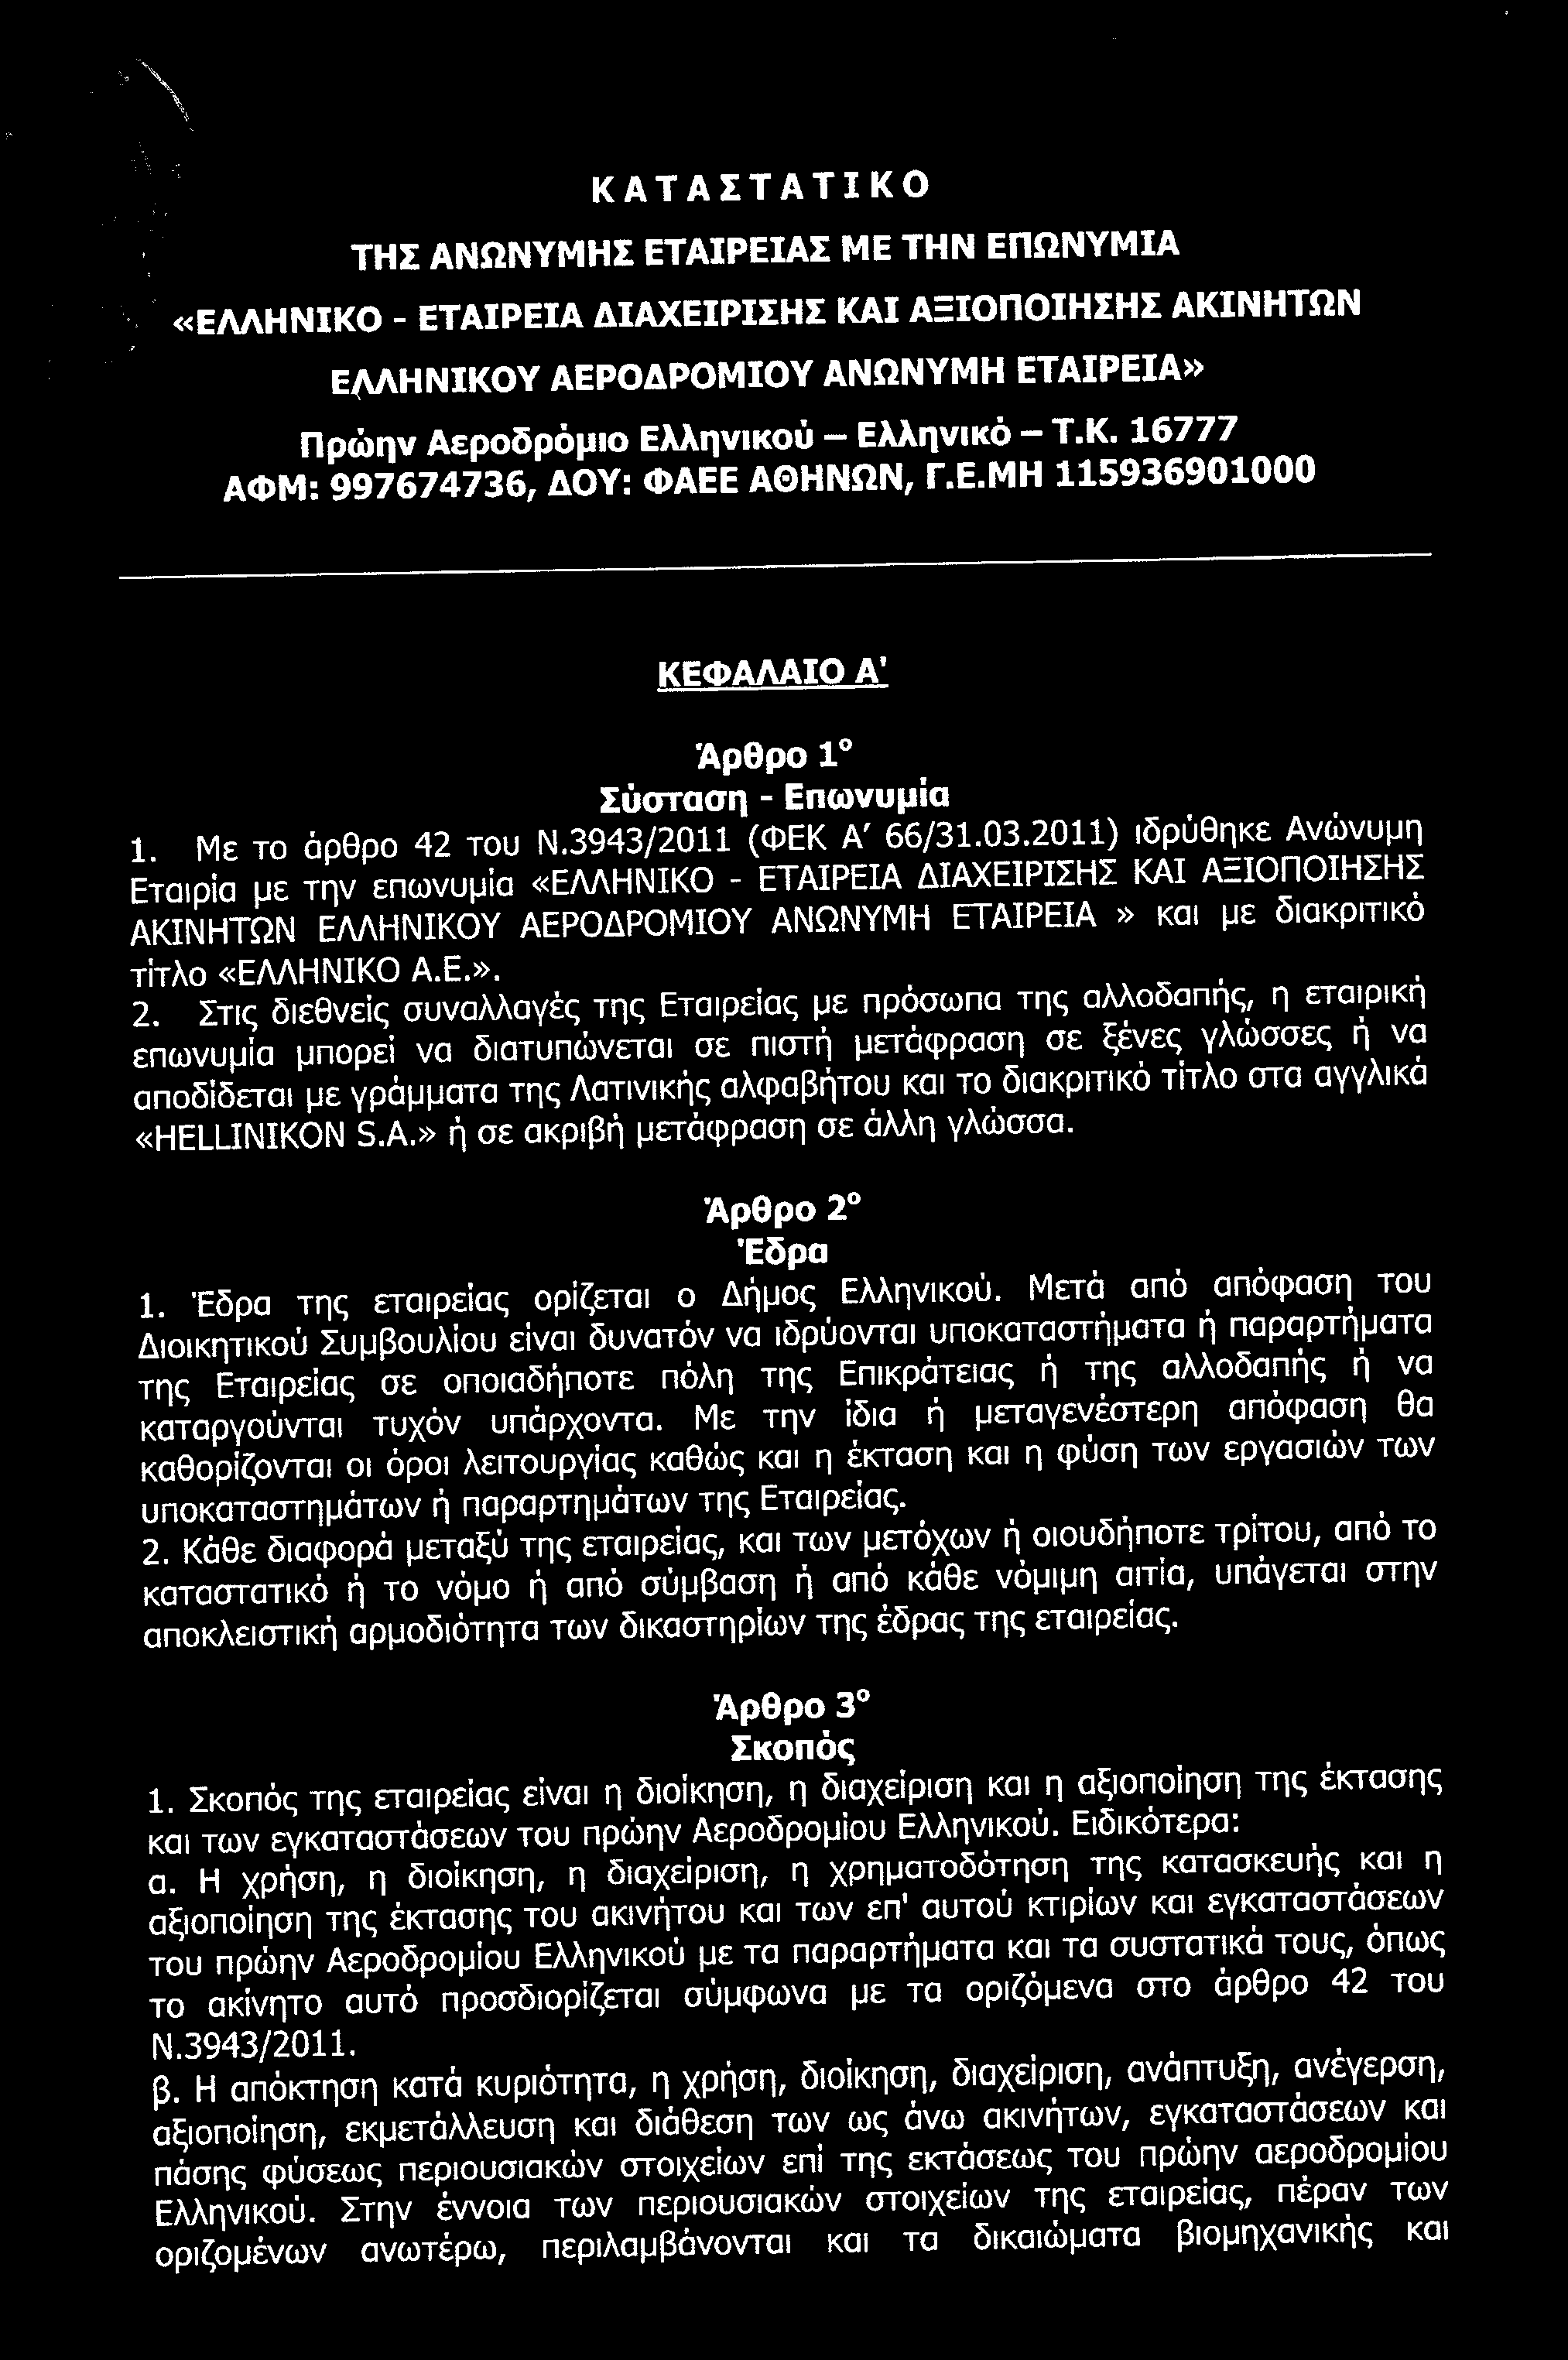 ΚΑΤΑΣΤΑΤΙΚΟ
ΤΗΣ ΑΝΩΝΥΜΗΣ ΕΤΑΙΡΕΙΑΣ ΜΕ ΤΗΝ ΕΠΩΝΥΜΙΑ
«ΕΛΛΗΝΙΚΟ - ΕΤΑΙΡΕΙΑ ΔΙΑΧΕΙΡΙΣΗΣ ΚΑΙ ΑΞΙΟΠΟΙΗΣΗΣ ΑΚΙΝΗΤΩΝ
ΕΛΛΗΝΙΚΟΥ ΑΕΡΟΔΡΟΜΙΟΥ ΑΝΩΝΥΜΗ ΕΤΑΙΡΕΙΑ»
Πρώην Αεροδρόμιο Ελληνικού – Ελληνικό – Τ.Κ. 16777
ΑΦΜ: 997674736, ΔΟΥ: ΦΑΕΕ ΑΘΗΝΩΝ, Γ.Ε.ΜΗ 115936901000
ΚΕΦΑΛΑΙΟ Α'
Άρθρο 1°
Σύσταση - Επωνυμία
1. Με το άρθρο 42 του Ν.3943/2011 (ΦΕΚ Α' 66/31.03.2011) ιδρύθηκε Ανώνυμη
Εταιρία με την επωνυμία «ΕΛΛΗΝΙΚΟ - ΕΤΑΙΡΕΙΑ ΔΙΑΧΕΙΡΙΣΗΣ ΚΑΙ ΑΞΙΟΠΟΙΗΣΗΣ
ΑΚΙΝΗΤΩΝ ΕΛΛΗΝΙΚΟΥ ΑΕΡΟΔΡΟΜΙΟΥ ΑΝΩΝΥΜΗ ΕΤΑΙΡΕΙΑ » και με διακριτικό
τίτλο «ΕΛΛΗΝΙΚΟ Α.Ε.».
2. Στις διεθνείς συναλλαγές της Εταιρείας με πρόσωπα της αλλοδαπής, η εταιρική
επωνυμία μπορεί να διατυπώνεται σε πιστή μετάφραση σε ξένες γλώσσες ή να
αποδίδεται με γράμματα της Λατινικής αλφαβήτου και το διακριτικό τίτλο στα αγγλικά
«HELLINIKON S.A.» ή σε ακριβή μετάφραση σε άλλη γλώσσα.
Άρθρο 2°
Έδρα
1. Έδρα της εταιρείας ορίζεται ο Δήμος Ελληνικού. Μετά από απόφαση του
Διοικητικού Συμβουλίου είναι δυνατόν να ιδρύονται υποκαταστήματα ή παραρτήματα
της Εταιρείας σε οποιαδήποτε πόλη της Επικράτειας ή της αλλοδαπής ή να
καταργούνται τυχόν υπάρχοντα. Με την ίδια ή μεταγενέστερη απόφαση θα
καθορίζονται οι όροι λειτουργίας καθώς και η έκταση και η φύση των εργασιών των
υποκαταστημάτων ή παραρτημάτων της Εταιρείας.
2. Κάθε διαφορά μεταξύ της εταιρείας, και των μετόχων ή οιουδήποτε τρίτου, από το
καταστατικό ή το νόμο ή από σύμβαση ή από κάθε νόμιμη αιτία, υπάγεται στην
αποκλειστική αρμοδιότητα των δικαστηρίων της έδρας της εταιρείας.
Άρθρο 3°
Σκοπός
1. Σκοπός της εταιρείας είναι η διοίκηση, η διαχείριση και η αξιοποίηση της έκτασης
και των εγκαταστάσεων του πρώην Αεροδρομίου Ελληνικού. Ειδικότερα:
α. Η χρήση, η διοίκηση, η διαχείριση, η χρηματοδότηση της κατασκευής και η
αξιοποίηση της έκτασης του ακινήτου και των επ' αυτού κτιρίων και εγκαταστάσεων
του πρώην Αεροδρομίου Ελληνικού με τα παραρτήματα και τα συστατικά τους, όπως
το ακίνητο αυτό προσδιορίζεται σύμφωνα με τα οριζόμενα στο άρθρο 42 του
Ν.3943/2011.
β. Η απόκτηση κατά κυριότητα, η χρήση, διοίκηση, διαχείριση, ανάπτυξη, ανέγερση,
αξιοποίηση, εκμετάλλευση και διάθεση των ως άνω ακινήτων, εγκαταστάσεων και
πάσης φύσεως περιουσιακών στοιχείων επί της εκτάσεως του πρώην αεροδρομίου
Ελληνικού. Στην έννοια των περιουσιακών στοιχείων της εταιρείας, πέραν των
οριζομένων ανωτέρω, περιλαμβάνονται και τα δικαιώματα βιομηχανικής και